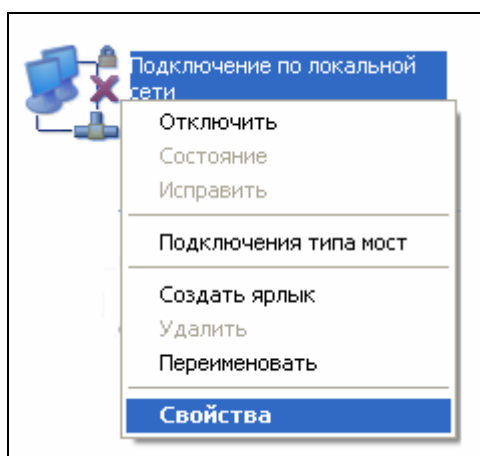 Подключение по локальной
сети
Отключить
Состояние
Исправить
Подключения типа мост
Создать ярлык
Удалить
Переименовать
Свойства